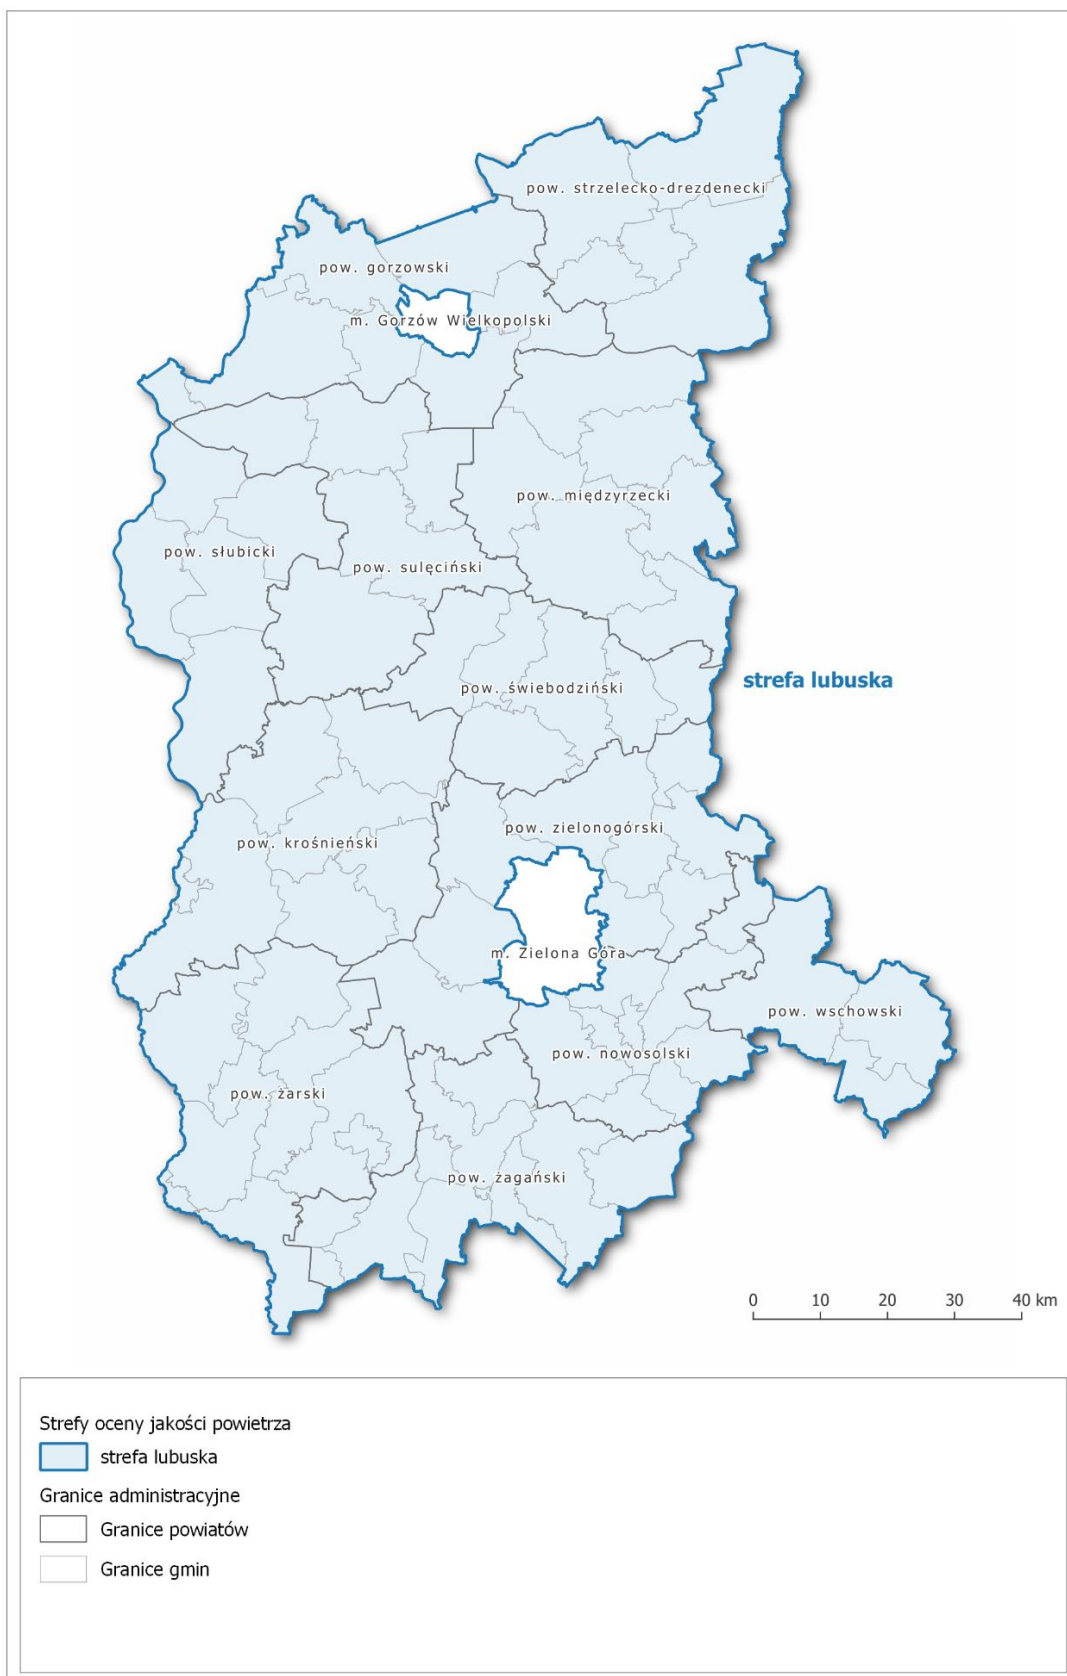 pow. strzelecko-drezdenecki
pow. gorzowski
m. Gorzów Wielkopolski
pow. międzyrzecki
pow. słubicki
pow. sulęciński
strefa lubuska
pow. świebodziński
pow. zielonogórski
pow. krośnieński
m. Zielona Góra
pow. wschowski
pow. nowosolski
pow. żarski
pow. żagański
0 10 20 30 40 km
Strefy oceny jakości powietrza
strefa lubuska
Granice administracyjne
Granice powiatów
Granice gmin